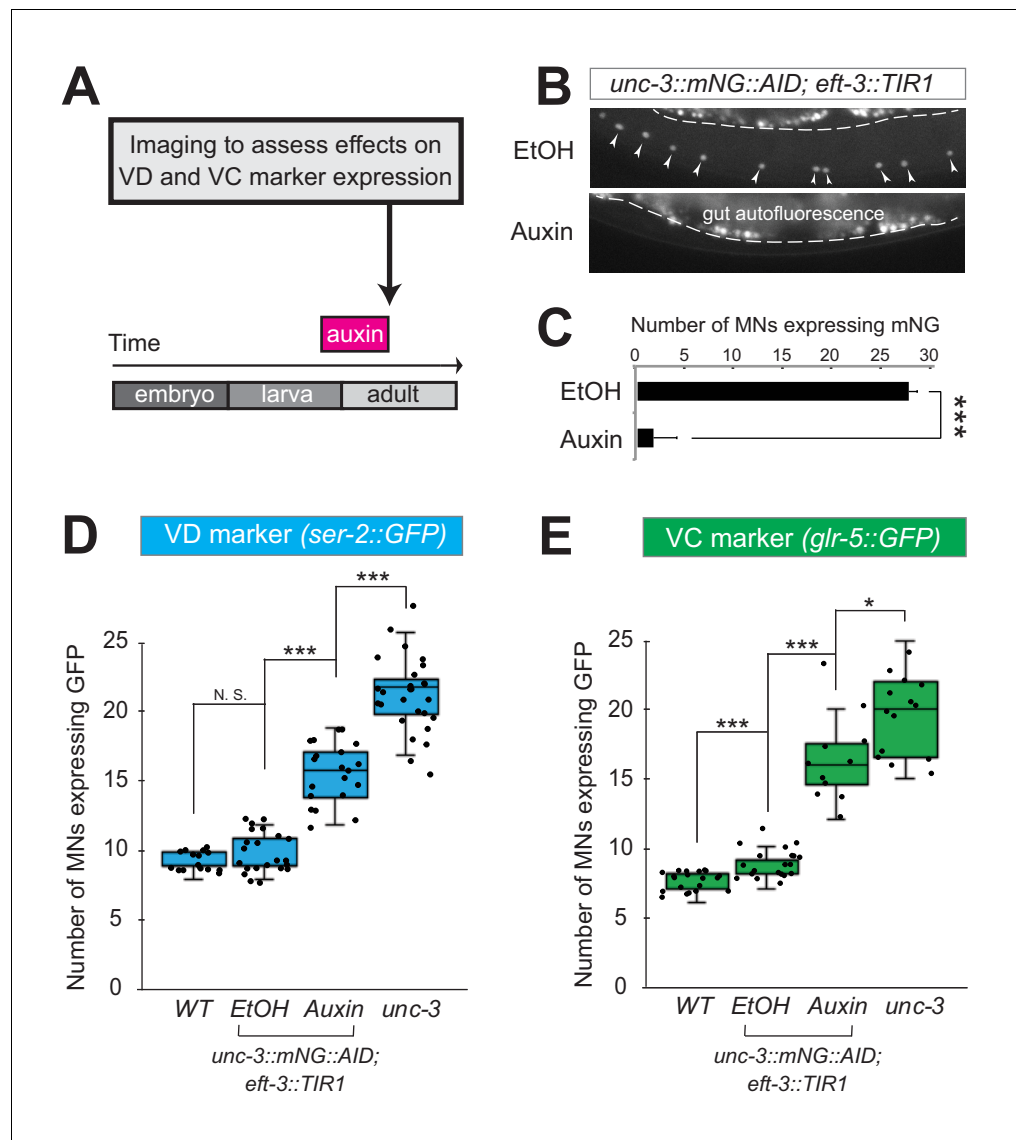 A
Imaging to assess effects on
VD and VC marker expression
auxin
Time
embryo
larva
adult
B
unc-3::mNG::AID; eft-3::TIR1
EtOH
Auxin
gut autofluorescence
C
Number of MNs expressing mNG
0 5 10 15 20 25 30
EtOH
Auxin
***
D
VD marker (ser-2::GFP)
Number of MNs expressing GFP
25
20
15
10
5
0
N. S.
***
***
WT EtOH Auxin unc-3
unc-3::mNG::AID;
eft-3::TIR1
E
VC marker (glr-5::GFP)
Number of MNs expressing GFP
25
20
15
10
5
0
***
***
*
WT EtOH Auxin unc-3
unc-3::mNG::AID;
eft-3::TIR1